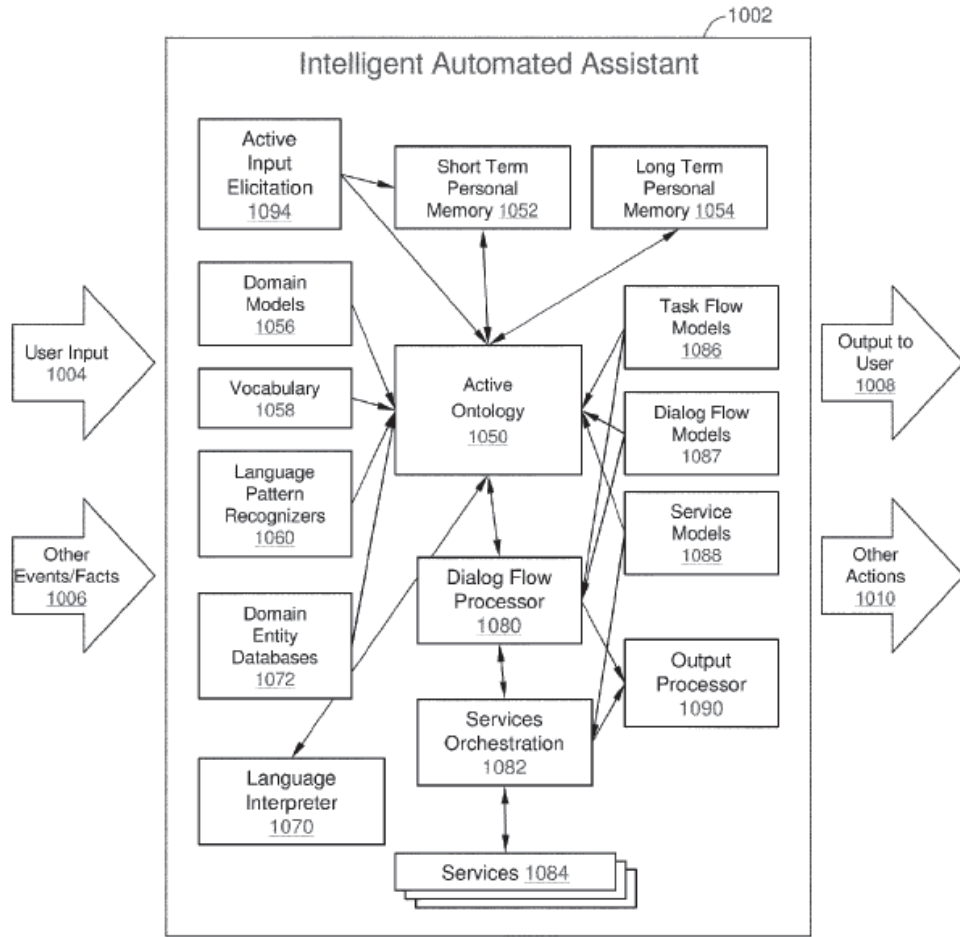 1002
Intelligent Automated Assistant
Active
Input
Elicitation
1094
Short Term
Personal
Memory 1052
Long Term
Personal
Memory 1054
Domain
Models
1056
Task Flow
Models
1086
User Input
1004
Output to
User
1008
Vocabulary
1058
Active
Ontology
1050
Dialog Flow
Models
1087
Language
Pattern
Recognizers
1060
Service
Models
1088
Other
Events/Facts
1006
Other
Actions
1010
Dialog Flow
Processor
1080
Domain
Entity
Databases
1072
Output
Processor
1090
Services
Orchestration
1082
Language
Interpreter
1070
Services 1084